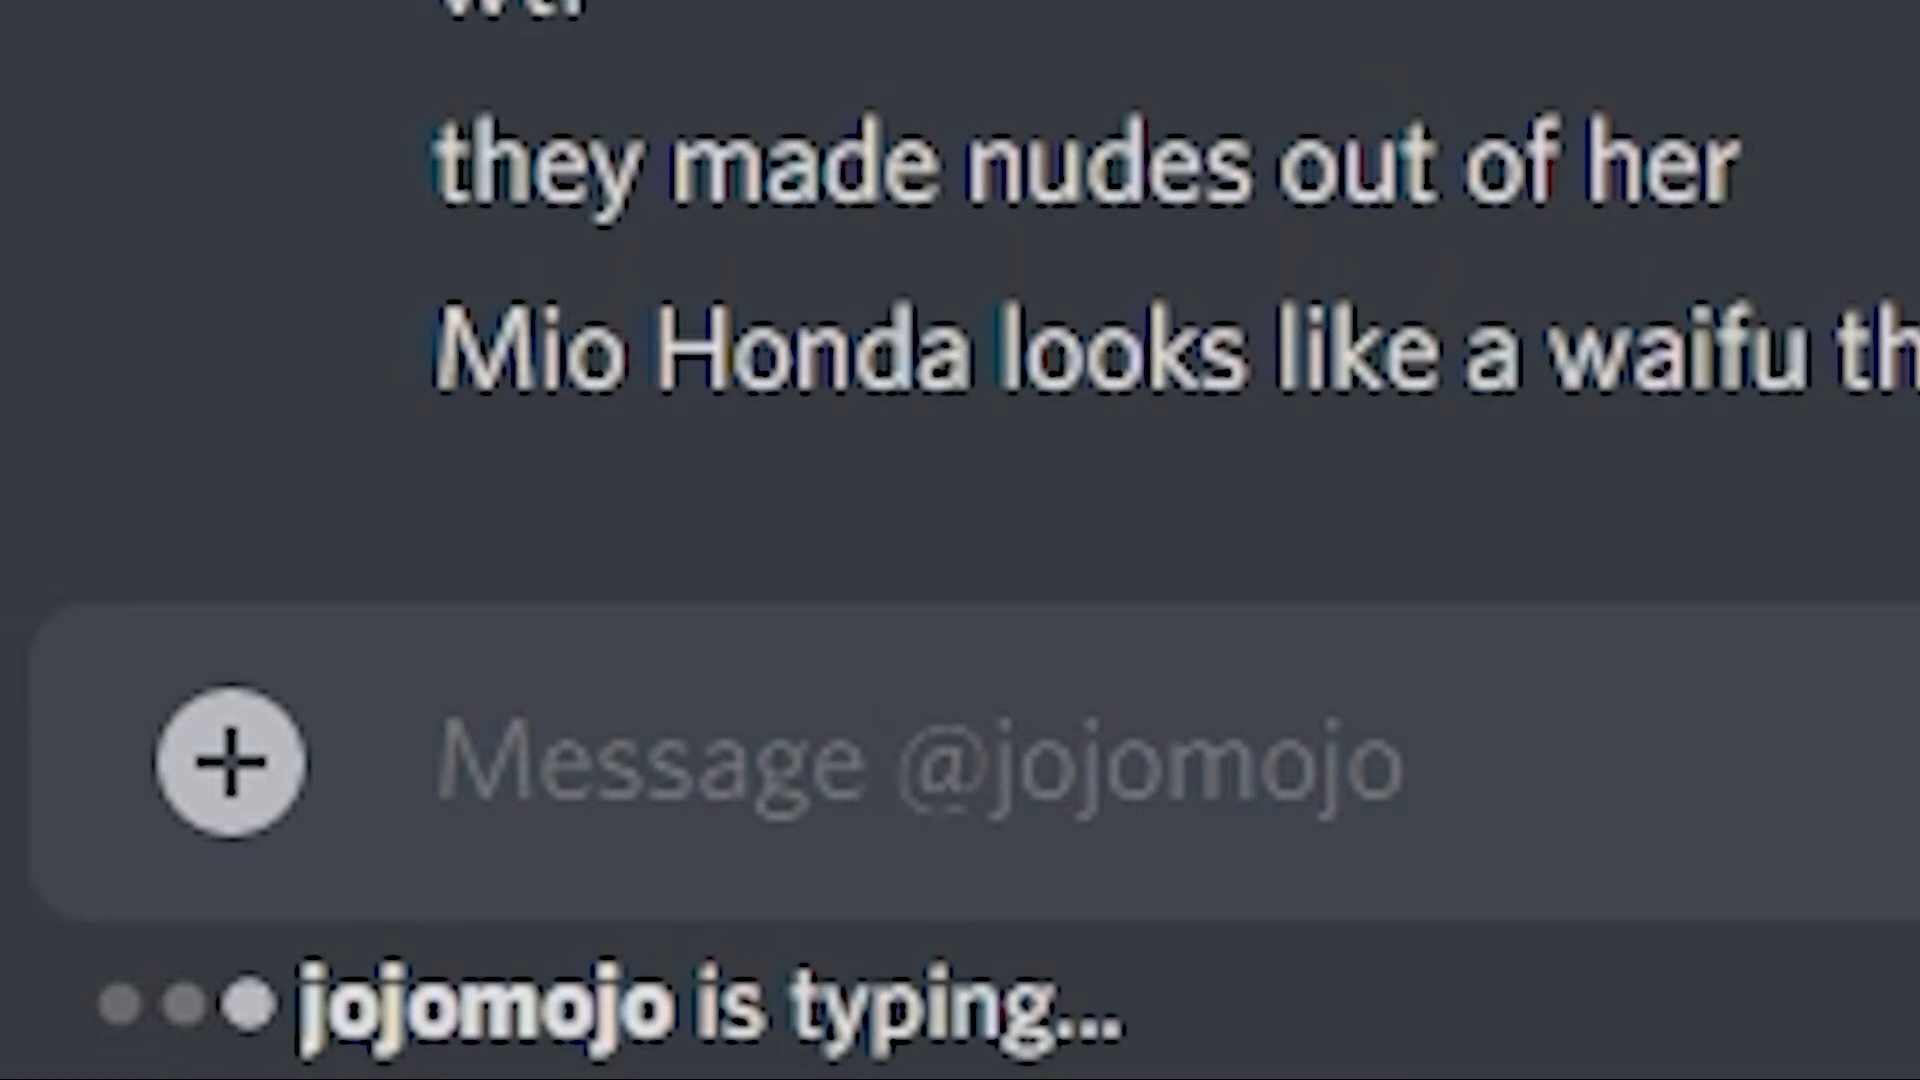 they made nudes out of her
Mio Honda looks like a waifu
Message @jojomojo
jojomojo is typing...